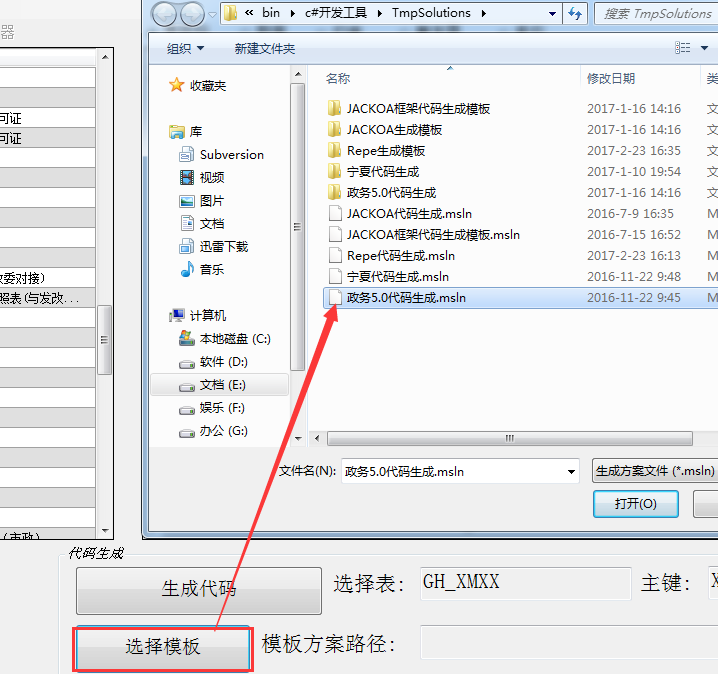 器
« bin ▸ c#开发工具 ▸ TmpSolutions ▸
搜索 TmpSolutions
组织 新建文件夹
可证
可证
委对接)
照表(与发改...
(市政)
收藏夹
库
Subversion
视频
图片
文档
迅雷下载
音乐
计算机
本地磁盘 (C:)
软件 (D:)
文档 (E:)
娱乐 (F:)
办公 (G:)
名称 修改日期 类
JACKOA框架代码生成模板 2017-1-16 14:16 文
JACKOA生成模板 2017-1-16 14:16 文
Repe生成模板 2017-2-23 16:35 文
宁夏代码生成 2017-1-10 19:54 文
政务5.0代码生成 2017-1-16 14:16 文
JACKOA代码生成.msln 2016-7-9 16:35 M
JACKOA框架代码生成模板.msln 2016-7-15 16:52 M
Repe代码生成.msln 2017-2-23 16:13 M
宁夏代码生成.msln 2016-11-22 9:48 M
政务5.0代码生成.msln 2016-11-22 9:45 M
文件名(N): 政务5.0代码生成.msln 生成方案文件 (*.msln)
打开(O)
代码生成
生成代码 选择表: GH_XMXX 主键: X
选择模板 模板方案路径: